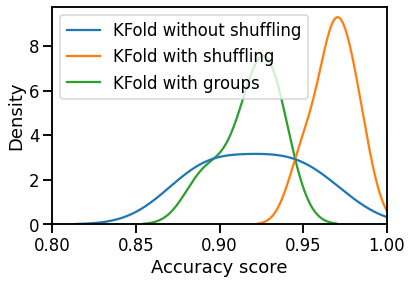 KFold without shuffling
KFold with shuffling
KFold with groups
Density
8
6
4
2
0
0.80 0.85 0.90 0.95 1.00
Accuracy score